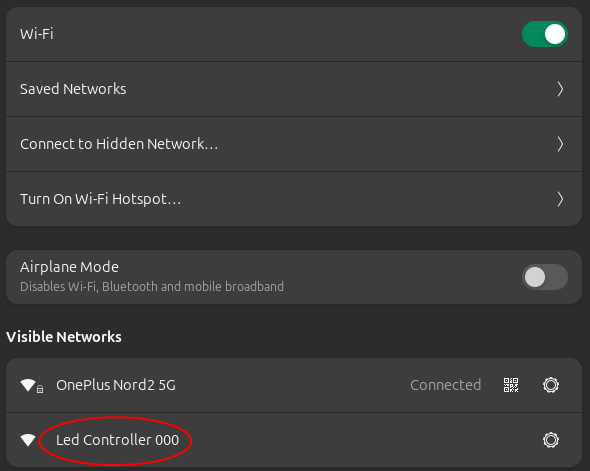 Wi-Fi
Saved Networks
Connect to Hidden Network...
Turn On Wi-Fi Hotspot...
Airplane Mode
Disables Wi-Fi, Bluetooth and mobile broadband
Visible Networks
OnePlus Nord2 5G Connected
Led Controller 000